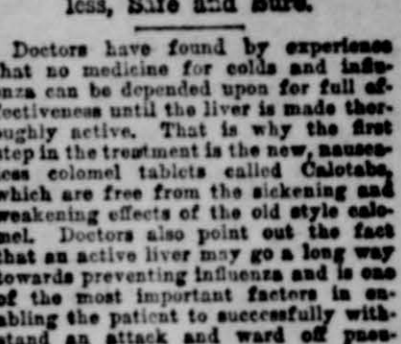 less, Safe and Sure.
Doctors have found by experience
that no medicine for colds and influ-
enza can be depended upon for full ef-
fectiveness until the liver is made thor-
oughly active. That is why the first
step in the treatment is the new, nausea-
less colomel tablets called Calotabs,
which are free from the sickening and
weakening effects of the old style calo-
mel. Doctors also point out the fact
that an active liver may go a long way
towards preventing influenza and is one
of the most important factors in en-
abling the patient to successfully with-
stand an attack and ward off pneu-